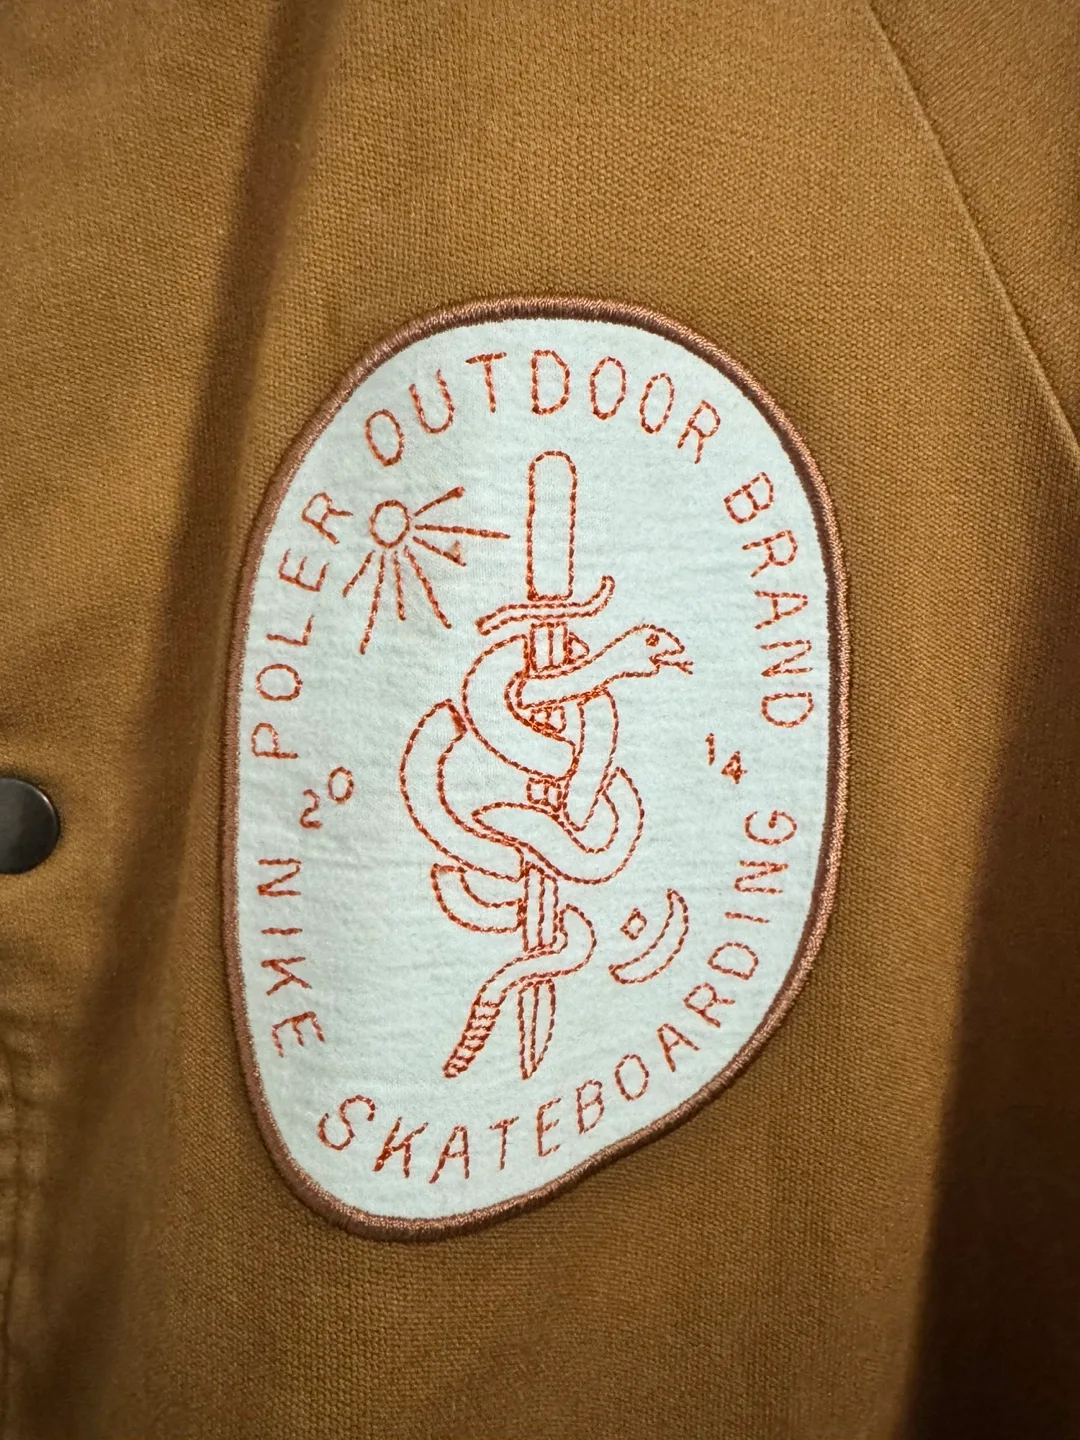 POLER OUTDOOR BRAND
20 14
NIKE SKATEBOARDING